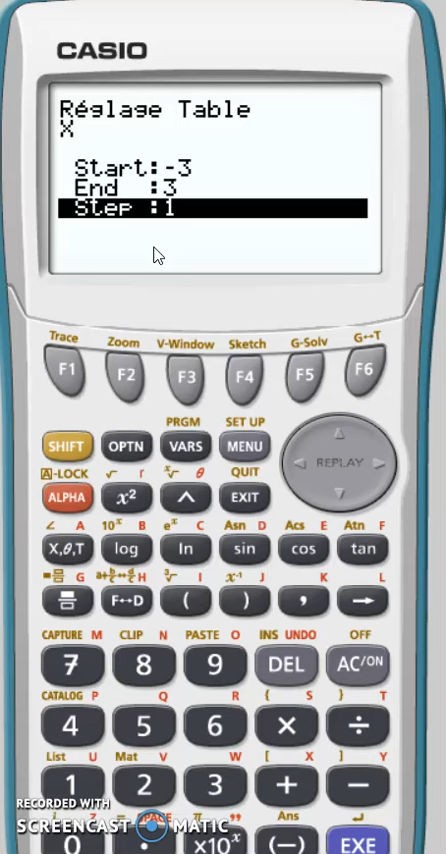 CASIO
Réglage Table
X
Start:-3
End :3
Step :1
Trace Zoom V-Window Sketch G-Solv G↔T
F1 F2 F3 F4 F5 F6
PRGM SET UP
SHIFT OPTN VARS MENU
REPLAY
A-LOCK √ r ˣ√ θ QUIT
ALPHA x² ^ EXIT
∠ A 10ˣ B eˣ C Asn D Acs E Atn F
X,θ,T log ln sin cos tan
G H ³√ I x⁻¹ J K L
F↔D ( ) , →
CAPTURE M CLIP N PASTE O INS UNDO OFF
7 8 9 DEL AC/ON
CATALOG P Q R { S } T
4 5 6 × ÷
List U Mat V W [ X ] Y
1 2 3 + −
RECORDED WITH
SCREENCAST MATIC
Z SPACE π " Ans ↵
0 • ×10ˣ (−) EXE